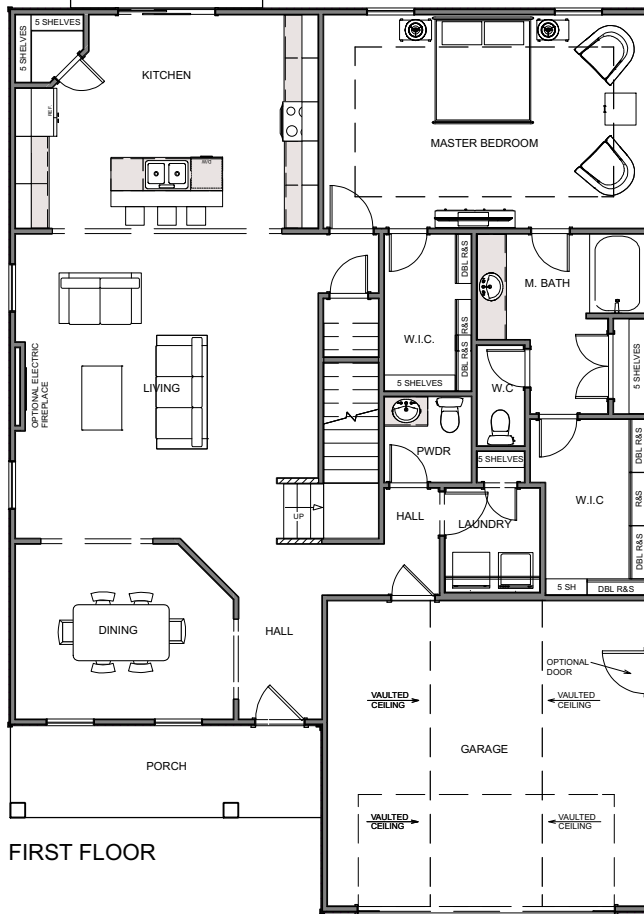 5 SHELVES
5 SHELVES
KITCHEN
REF.
MASTER BEDROOM
DBL R&S
M. BATH
R&S
W.I.C.
DBL R&S
5 SHELVES
OPTIONAL ELECTRIC
FIREPLACE
LIVING
5 SHELVES
W.C
PWDR
5 SHELVES
DBL R&S
W.I.C
R&S
UP
HALL
LAUNDRY
DBL R&S
5 SH
DBL R&S
DINING
HALL
OPTIONAL
DOOR
VAULTED
CEILING
VAULTED
CEILING
GARAGE
PORCH
VAULTED
CEILING
VAULTED
CEILING
FIRST FLOOR